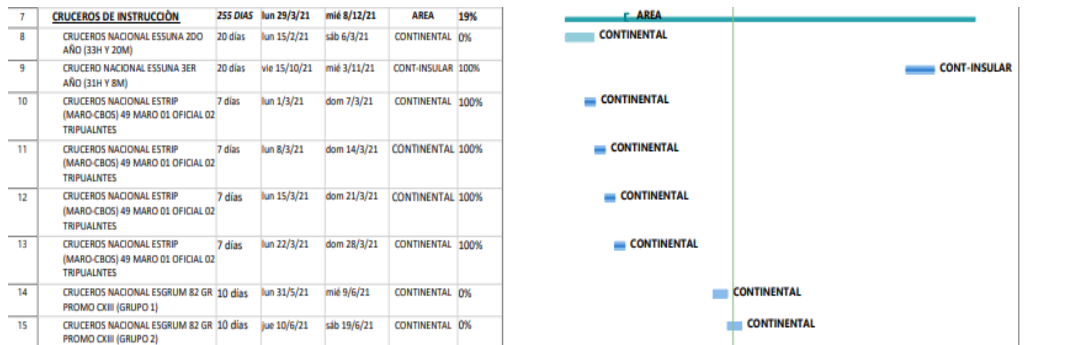 7 CRUCEROS DE INSTRUCCIÒN 255 DIAS lun 29/3/21 mié 8/12/21 AREA 19% AREA
8 CRUCEROS NACIONAL ESSUNA 2DO 20 días lun 15/2/21 sáb 6/3/21 CONTINENTAL 0% CONTINENTAL
AÑO (33H Y 20M)
9 CRUCERO NACIONAL ESSUNA 3ER 20 días vie 15/10/21 mié 3/11/21 CONT-INSULAR 100% CONT-INSULAR
AÑO (31H Y 8M)
10 CRUCEROS NACIONAL ESTRIP 7 días lun 1/3/21 dom 7/3/21 CONTINENTAL 100% CONTINENTAL
(MARO-CBOS) 49 MARO 01 OFICIAL 02
TRIPUALNTES
11 CRUCEROS NACIONAL ESTRIP 7 días lun 8/3/21 dom 14/3/21 CONTINENTAL 100% CONTINENTAL
(MARO-CBOS) 49 MARO 01 OFICIAL 02
TRIPUALNTES
12 CRUCEROS NACIONAL ESTRIP 7 días lun 15/3/21 dom 21/3/21 CONTINENTAL 100% CONTINENTAL
(MARO-CBOS) 49 MARO 01 OFICIAL 02
TRIPUALNTES
13 CRUCEROS NACIONAL ESTRIP 7 días lun 22/3/21 dom 28/3/21 CONTINENTAL 100% CONTINENTAL
(MARO-CBOS) 49 MARO 01 OFICIAL 02
TRIPUALNTES
14 CRUCEROS NACIONAL ESGRUM 82 GR 10 días lun 31/5/21 mié 9/6/21 CONTINENTAL 0% CONTINENTAL
PROMO CXIII (GRUPO 1)
15 CRUCEROS NACIONAL ESGRUM 82 GR 10 días jue 10/6/21 sáb 19/6/21 CONTINENTAL 0% CONTINENTAL
PROMO CXIII (GRUPO 2)